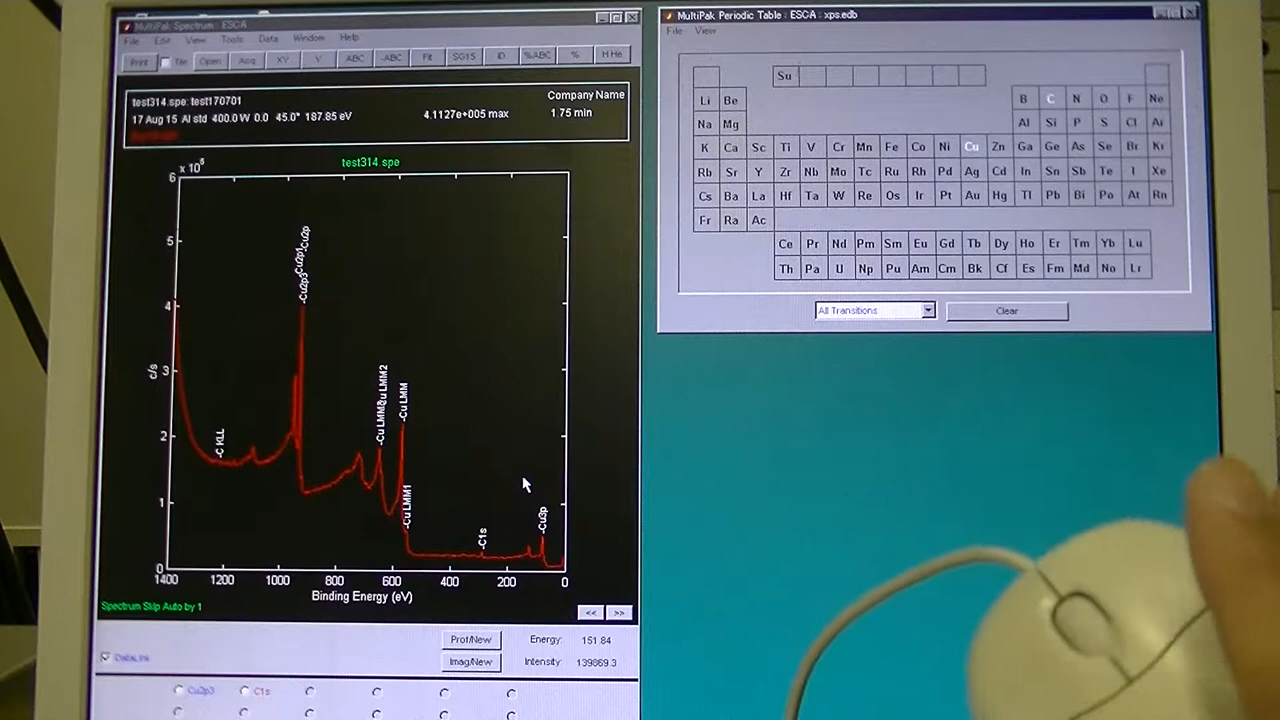 MultiPak Spectrum : ESCA
File Edit View Tools Data Window Help
Print Tile Open Acq XY V ABC -ABC Fit SG15 ID %ABC % H He
test314.spe: test170701
Company Name
17 Aug 15 Al std 400.0 W 0.0 45.0° 187.85 eV
4.1127e+005 max
1.75 min
test314.spe
x 10
6
5
4
3
2
1
0
c/s
-C KLL
-Cu2p3
-Cu2p1
-Cu2p
-Cu LMM2
-Cu LMM
-Cu LMM1
-C1s
-Cu3p
1400 1200 1000 800 600 400 200 0
Binding Energy (eV)
Spectrum Skip Auto by 1
<< >>
Prof/New Energy: 151.84
Imag/New Intensity: 139869.3
DataLink
Cu2p3 C1s
MultiPak Periodic Table : ESCA : xps.edb
File View
Su
Li Be B C N O F Ne
Na Mg Al Si P S Cl Ar
K Ca Sc Ti V Cr Mn Fe Co Ni Cu Zn Ga Ge As Se Br Kr
Rb Sr Y Zr Nb Mo Tc Ru Rh Pd Ag Cd In Sn Sb Te I Xe
Cs Ba La Hf Ta W Re Os Ir Pt Au Hg Tl Pb Bi Po At Rn
Fr Ra Ac
Ce Pr Nd Pm Sm Eu Gd Tb Dy Ho Er Tm Yb Lu
Th Pa U Np Pu Am Cm Bk Cf Es Fm Md No Lr
All Transitions Clear